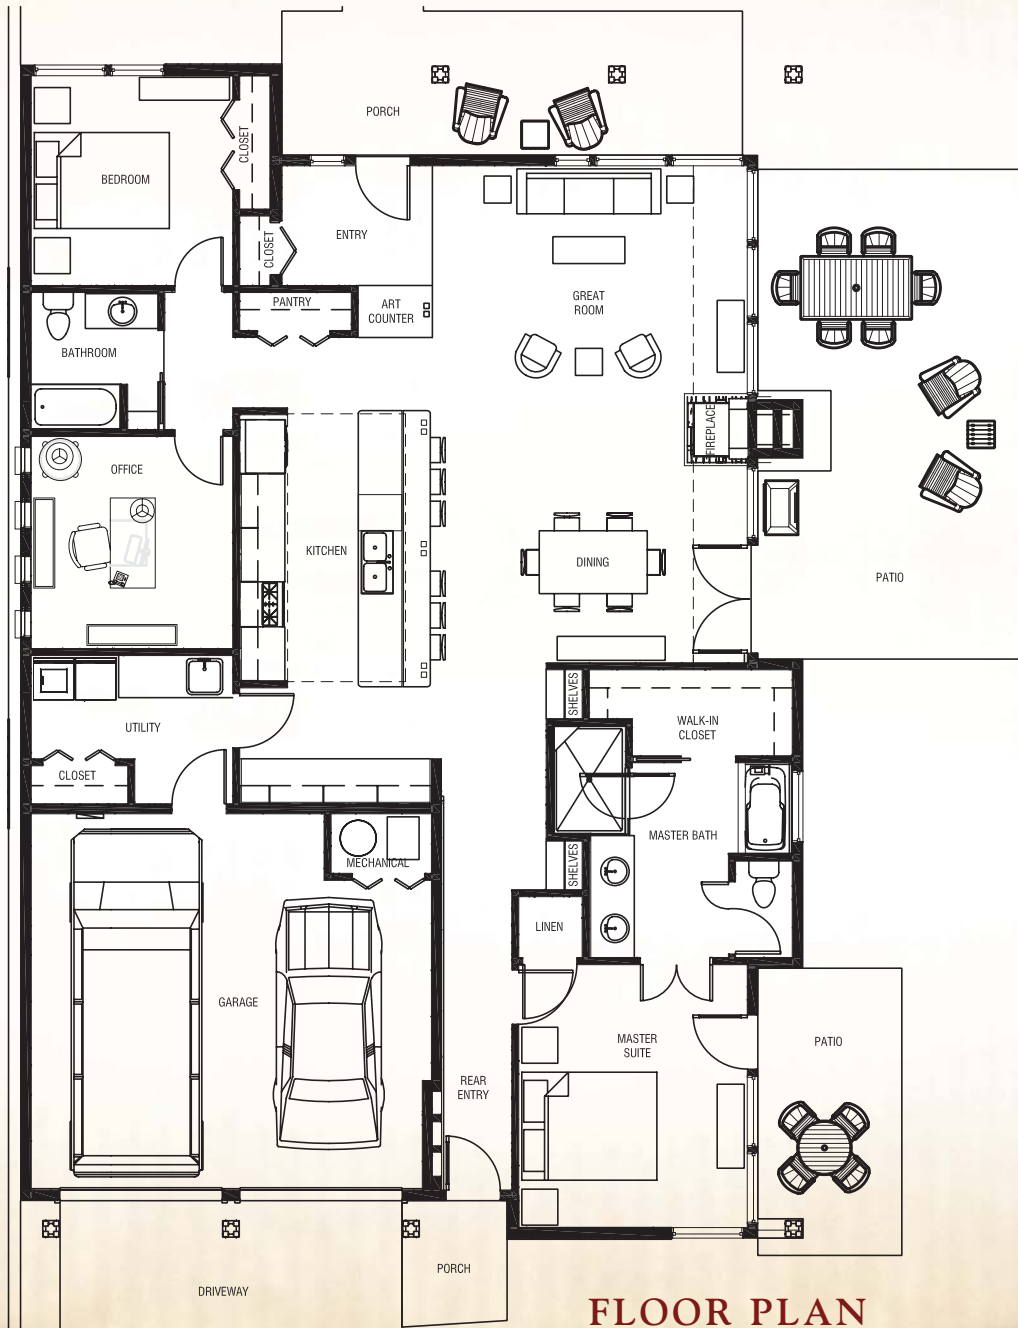 PORCH
CLOSET
BEDROOM
CLOSET
ENTRY
PANTRY
ART
COUNTER
GREAT
ROOM
BATHROOM
FIREPLACE
OFFICE
KITCHEN
DINING
PATIO
SHELVES
WALK-IN
CLOSET
UTILITY
CLOSET
MASTER BATH
MECHANICAL
SHELVES
LINEN
GARAGE
MASTER
SUITE
PATIO
REAR
ENTRY
PORCH
DRIVEWAY
FLOOR PLAN